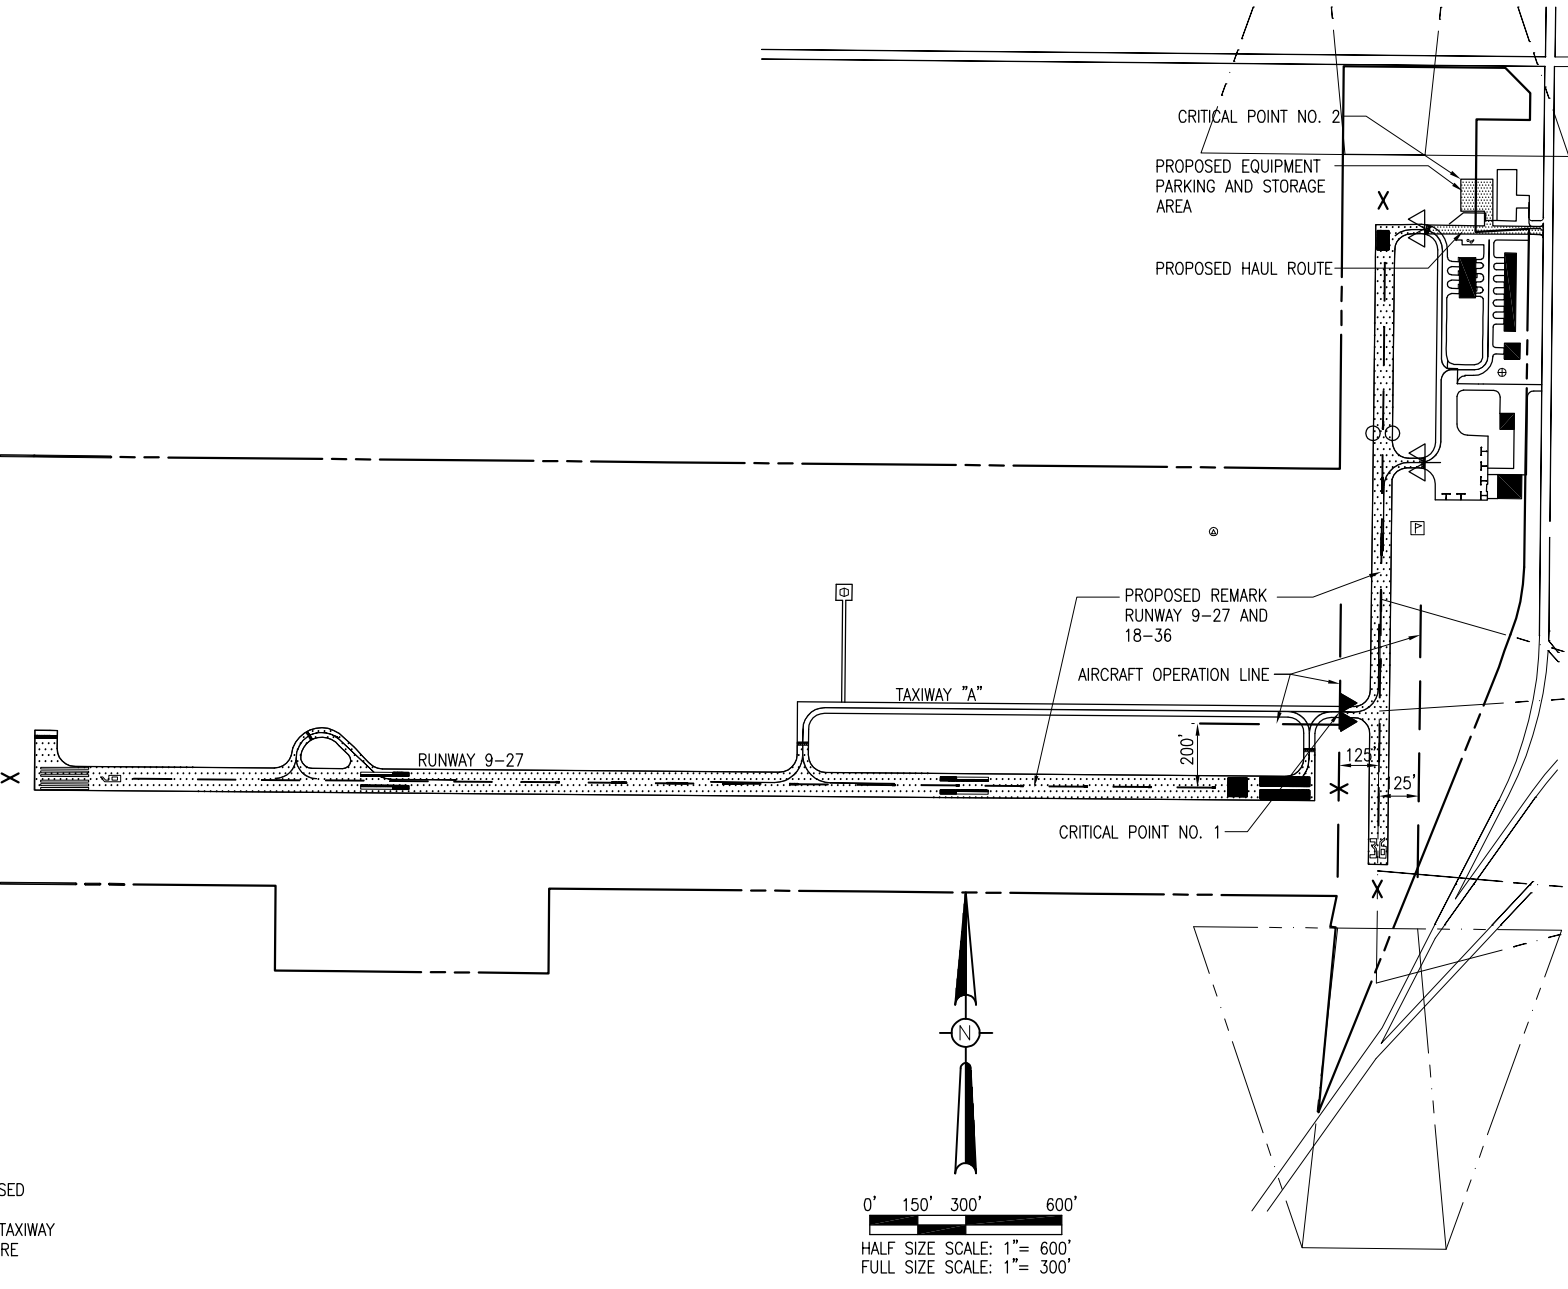 CRITICAL POINT NO. 2
PROPOSED EQUIPMENT
PARKING AND STORAGE
AREA
PROPOSED HAUL ROUTE
PROPOSED REMARK
RUNWAY 9-27 AND
18-36
AIRCRAFT OPERATION LINE
TAXIWAY "A"
RUNWAY 9-27
200'
125'
125'
CRITICAL POINT NO. 1
36
N
SED
TAXIWAY
RE
0' 150' 300' 600'
HALF SIZE SCALE: 1"= 600'
FULL SIZE SCALE: 1"= 300'